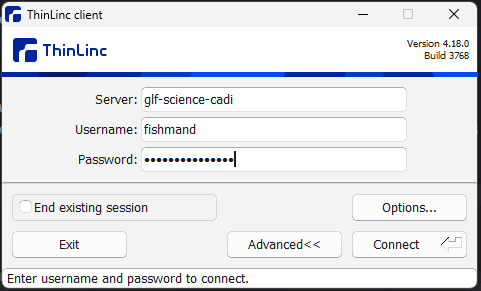 ThinLinc client
ThinLinc
Version 4.18.0
Build 3768
Server: glf-science-cadi
Username: fishmand
Password: •••••••••••••••
End existing session
Options...
Exit
Advanced<<
Connect
Enter username and password to connect.